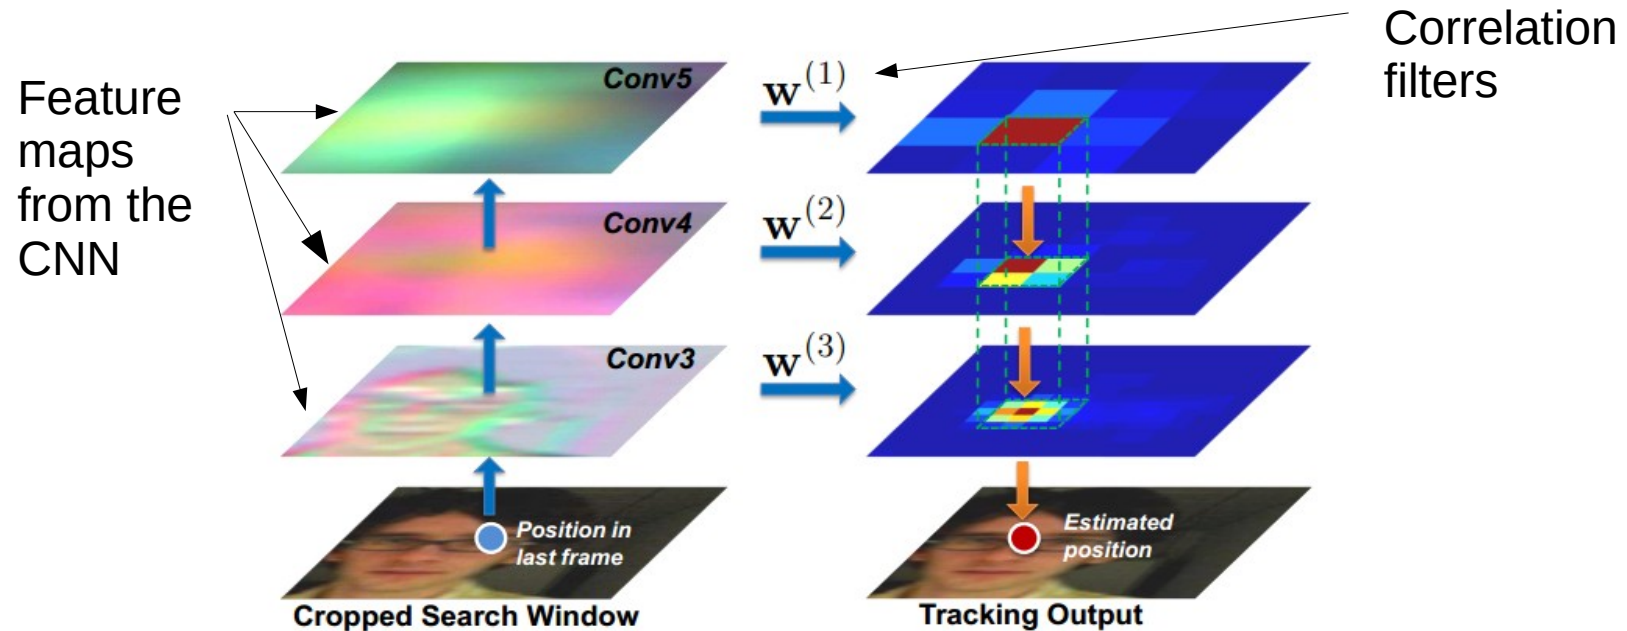 Feature
maps
from the
CNN
Correlation
filters
Conv5
w^(1)
Conv4
w^(2)
Conv3
w^(3)
Position in
last frame
Estimated
position
Cropped Search Window
Tracking Output